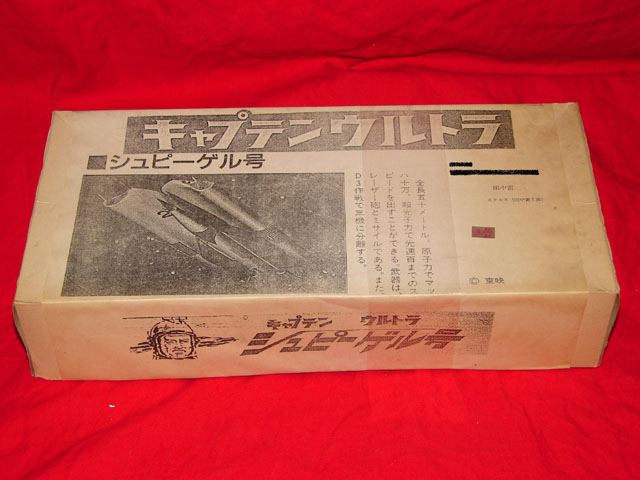 キャプテンウルトラ
■シュピーゲル号
全長五十メートル、原子力でマッ
ハ十万、超光子力で光速百までのス
ピードを出すことができる。武器は、
レーザー砲とミサイルである。また、
D3作戦で三機に分離する。
© 東映
キャプテン ウルトラ
シュピーゲル号